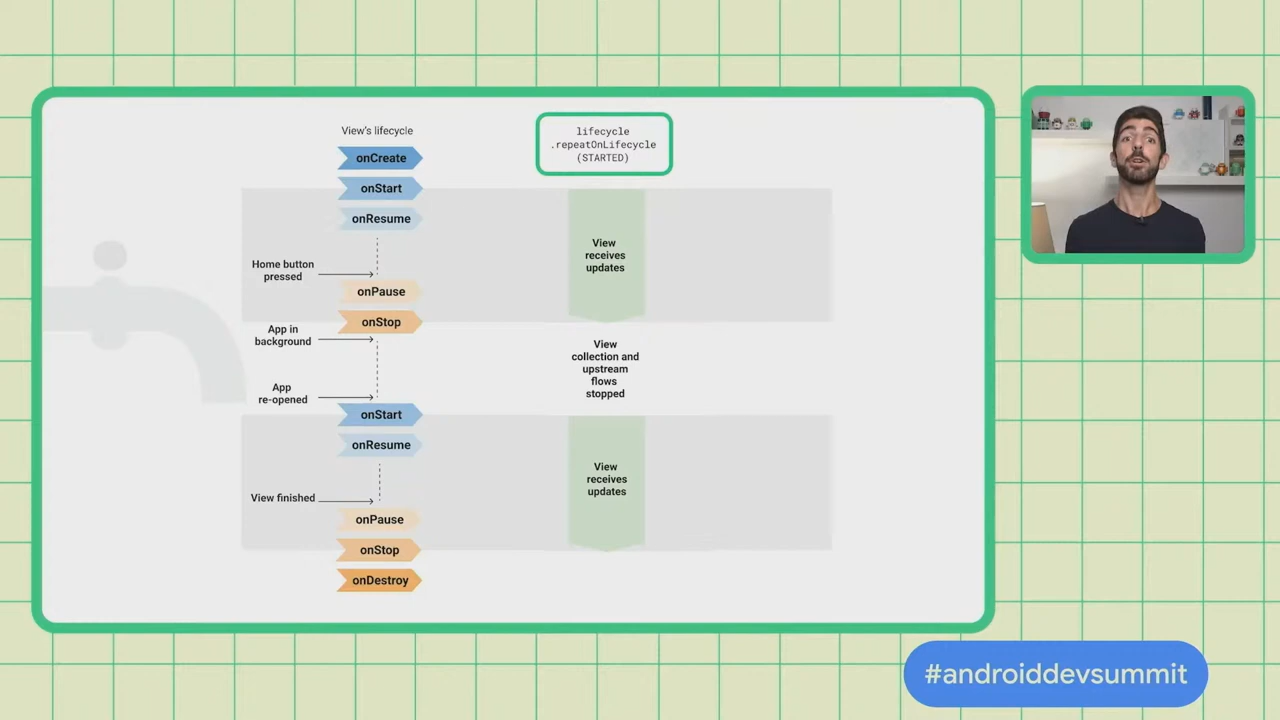 View's lifecycle
onCreate
onStart
onResume
Home button
pressed
onPause
onStop
App in
background
App
re-opened
onStart
onResume
View finished
onPause
onStop
onDestroy
lifecycle
.repeatOnLifecycle
(STARTED)
View
receives
updates
View
collection and
upstream
flows
stopped
View
receives
updates
#androiddevsummit